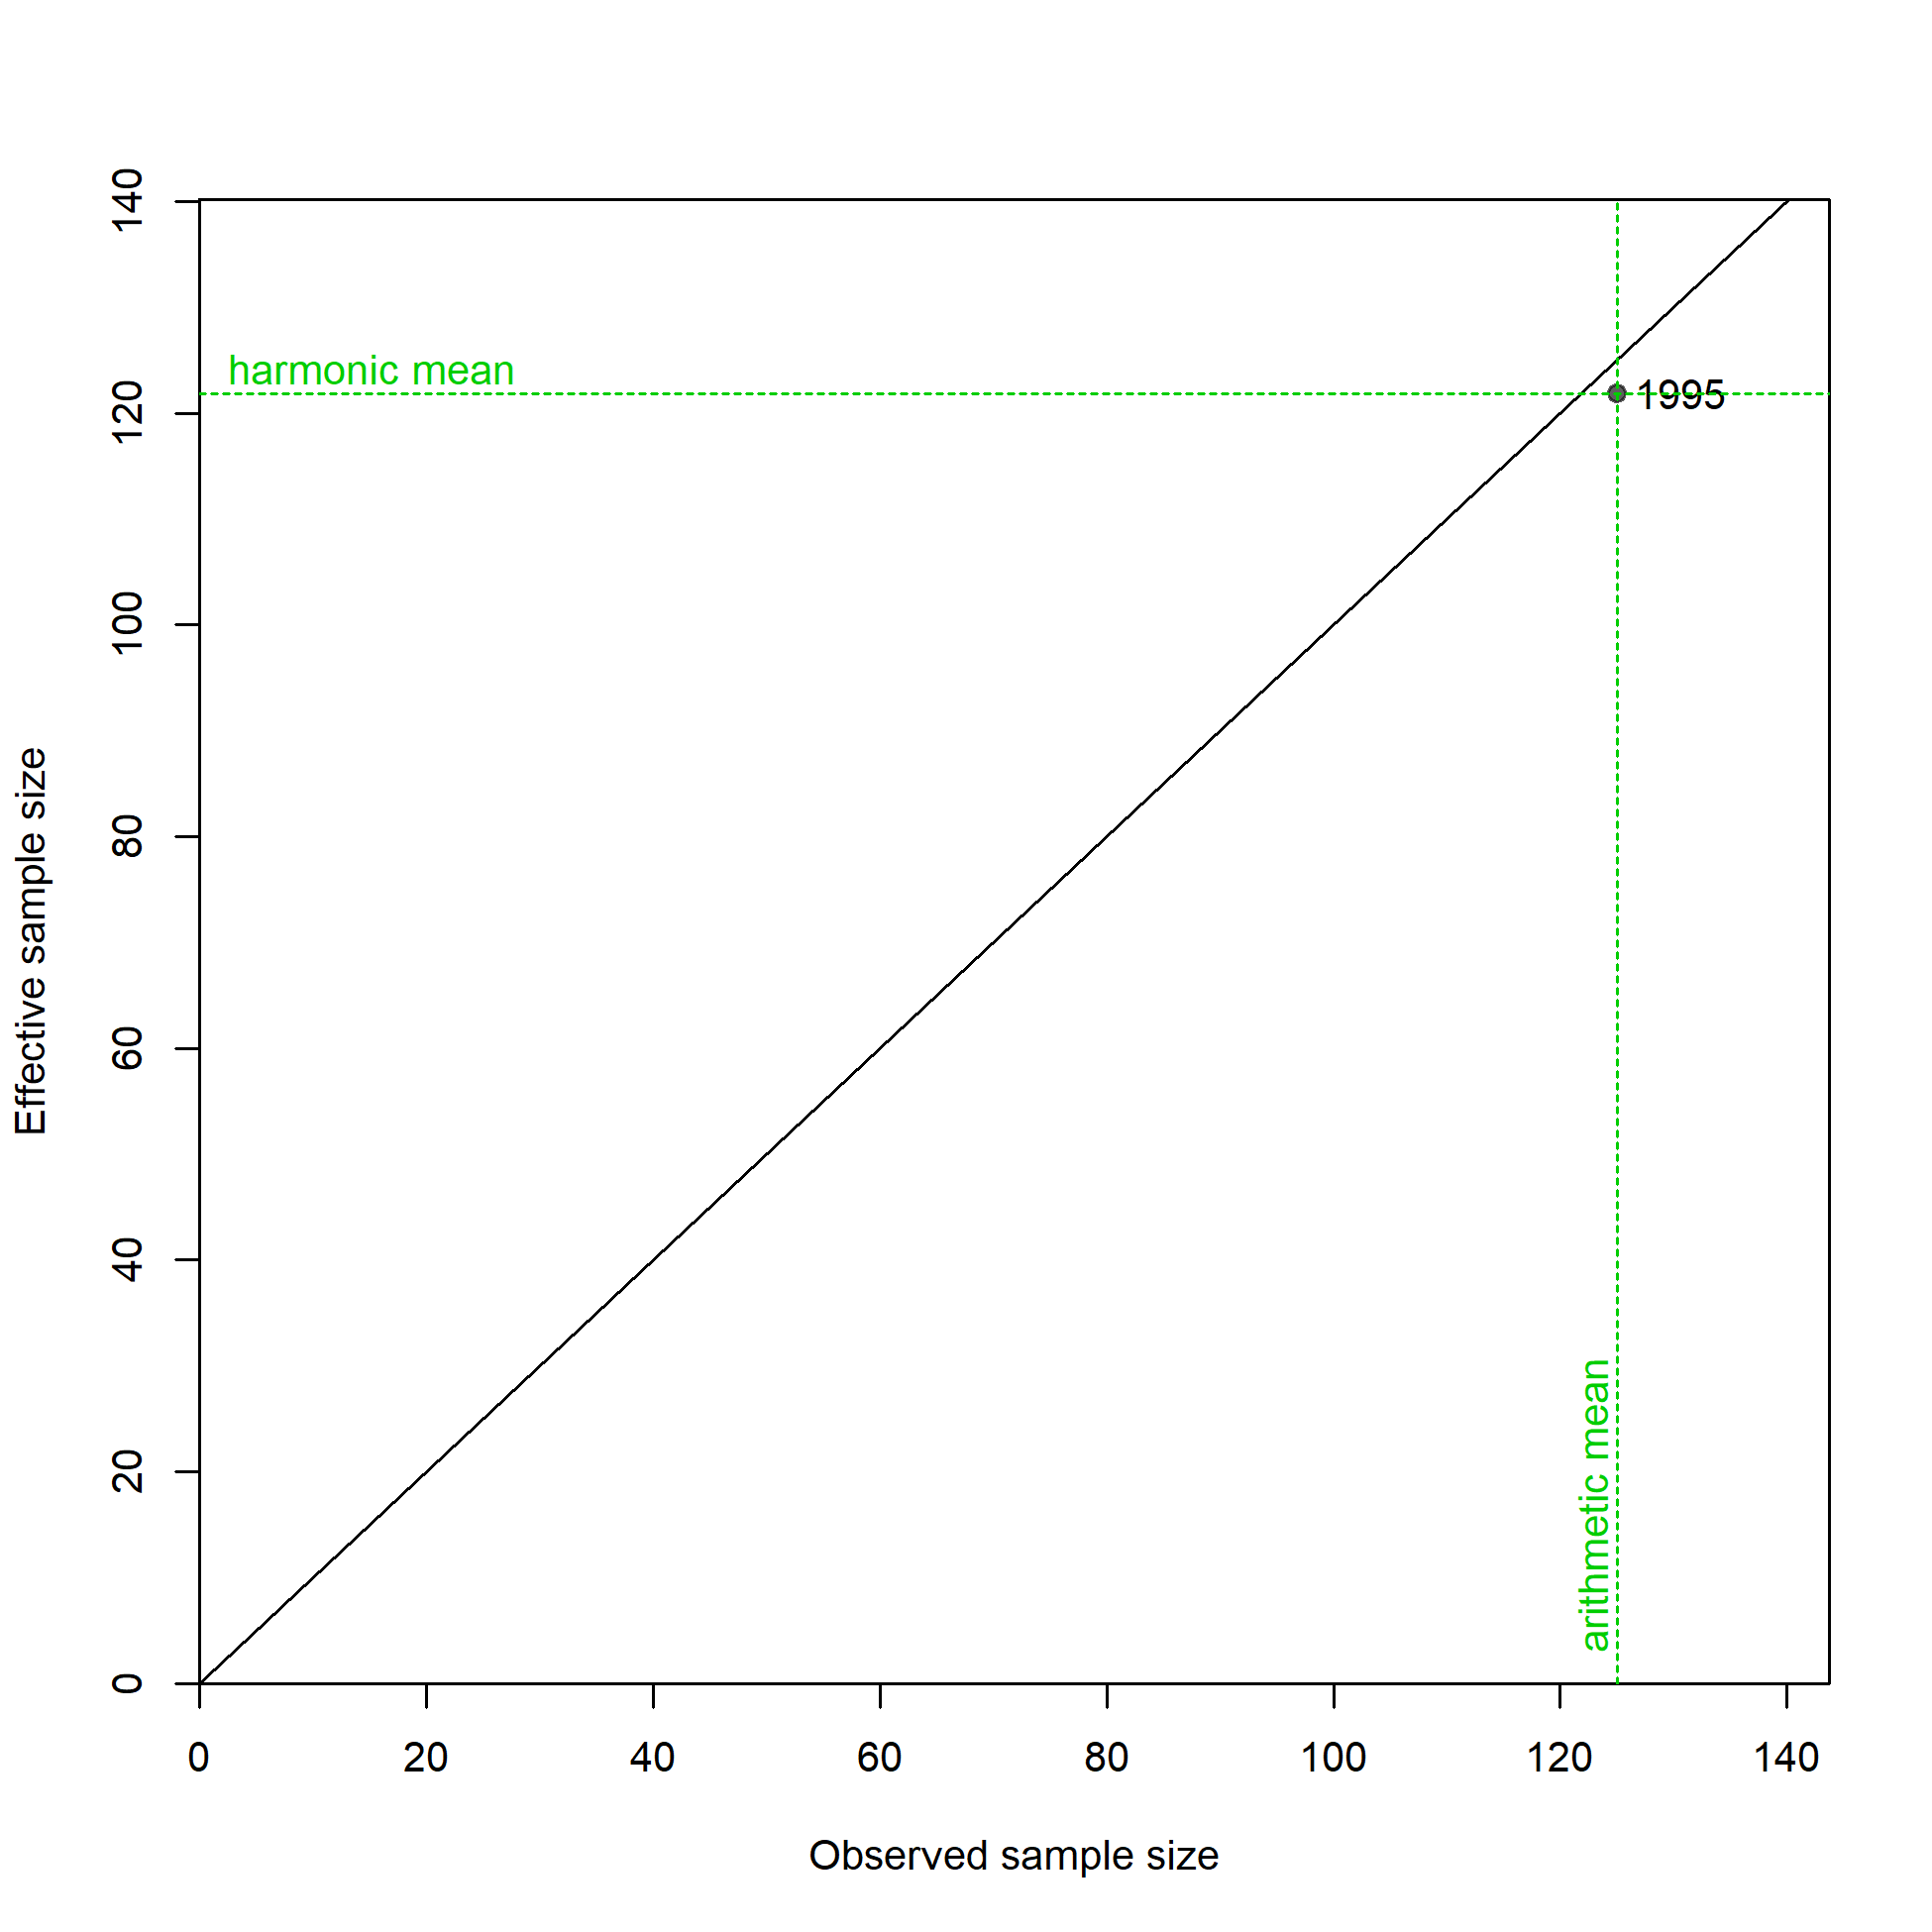 140
120
100
80
60
40
20
0
Effective sample size
harmonic mean
1995
arithmetic mean
0 20 40 60 80 100 120 140
Observed sample size